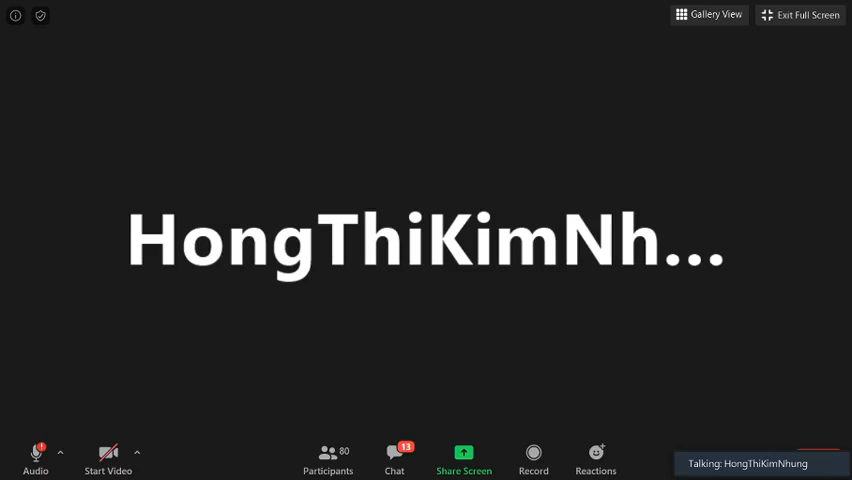 Gallery View
Exit Full Screen
HongThiKimNh...
80
13
Audio
Start Video
Participants
Chat
Share Screen
Record
Reactions
Talking: HongThiKimNhung